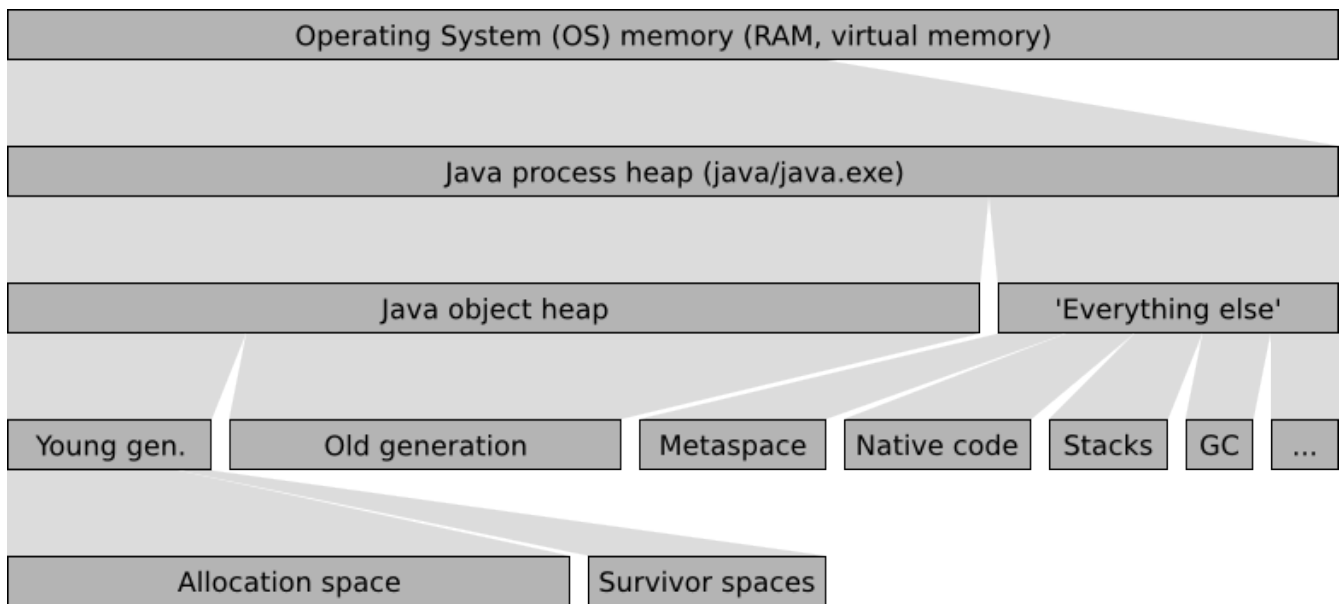 Operating System (OS) memory (RAM, virtual memory)
Java process heap (java/java.exe)
Java object heap
'Everything else'
Young gen.
Old generation
Metaspace
Native code
Stacks
GC
...
Allocation space
Survivor spaces